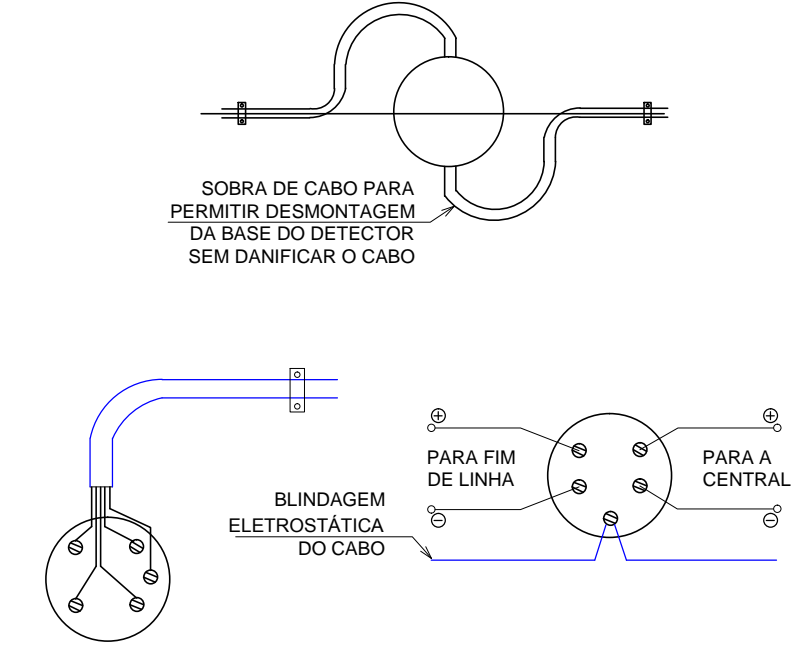 SOBRA DE CABO PARA
PERMITIR DESMONTAGEM
DA BASE DO DETECTOR
SEM DANIFICAR O CABO
PARA FIM
DE LINHA
PARA A
CENTRAL
BLINDAGEM
ELETROSTÁTICA
DO CABO